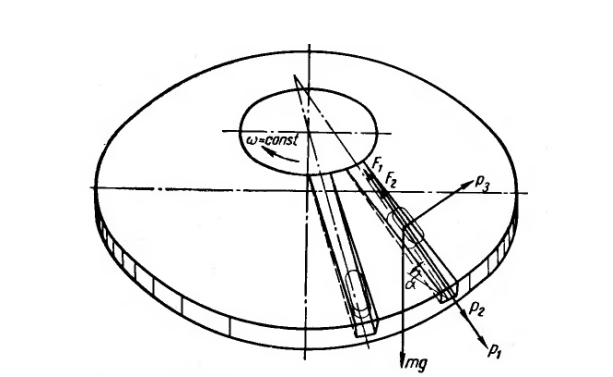 ω=const
F₁
F₂
P₃
α
P₂
P₁
mg